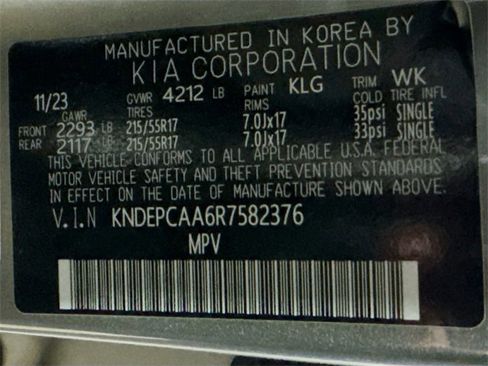 MANUFACTURED IN KOREA BY
KIA CORPORATION
11/23 GVWR 4212 LB PAINT KLG TRIM WK
GAWR TIRES RIMS COLD TIRE INFL
FRONT 2293 LB 215/55R17 7.0Jx17 35psi SINGLE
REAR 2117 LB 215/55R17 7.0Jx17 33psi SINGLE
THIS VEHICLE CONFORMS TO ALL APPLICABLE U.S.A. FEDERAL
MOTOR VEHICLE SAFETY AND THEFT PREVENTION STANDARDS
IN EFFECT ON THE DATE OF MANUFACTURE SHOWN ABOVE.
V.I.N KNDEPCAA6R7582376
MPV